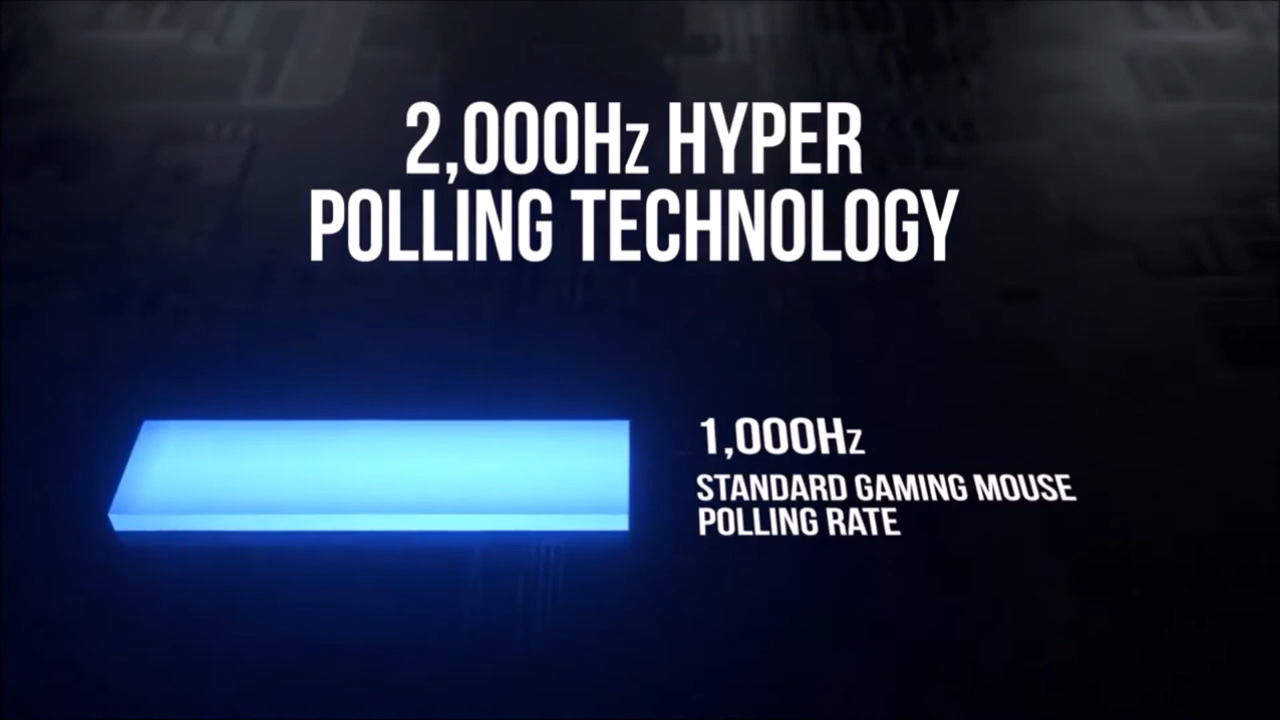 2,000Hz HYPER
POLLING TECHNOLOGY
1,000Hz
STANDARD GAMING MOUSE
POLLING RATE